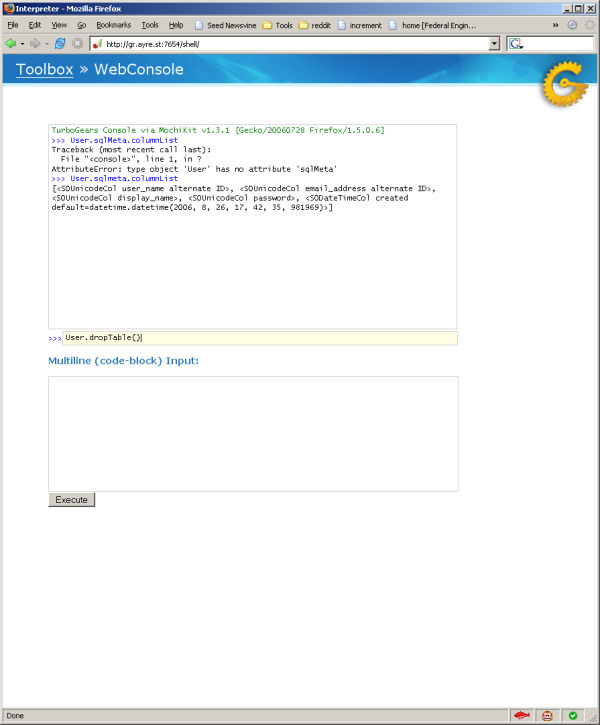 Interpreter - Mozilla Firefox
File Edit View Go Bookmarks Tools Help Seed Newsvine Tools reddit increment home [Federal Engin... »
http://gr.ayre.st:7654/shell/
Toolbox » WebConsole
TurboGears Console via MochiKit v1.3.1 [Gecko/20060728 Firefox/1.5.0.6]
>>> User.sqlMeta.columnList
Traceback (most recent call last):
File "<console>", line 1, in ?
AttributeError: type object 'User' has no attribute 'sqlMeta'
>>> User.sqlmeta.columnList
[<SOUnicodeCol user_name alternate ID>, <SOUnicodeCol email_address alternate ID>,
<SOUnicodeCol display_name>, <SOUnicodeCol password>, <SODateTimeCol created
default=datetime.datetime(2006, 8, 26, 17, 42, 35, 981969)>]
>>> User.dropTable()
Multiline (code-block) Input:
Execute
Done